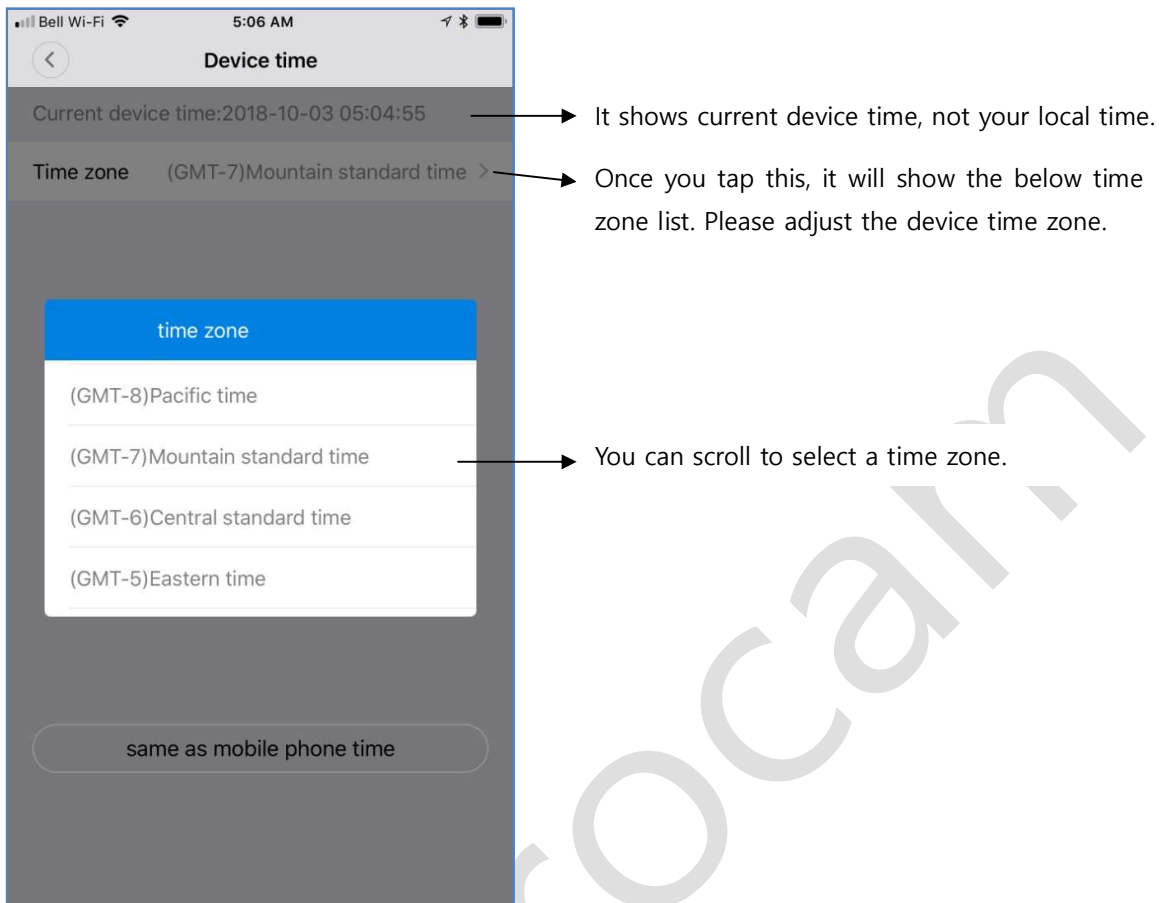 Bell Wi-Fi 5:06 AM
Device time
Current device time:2018-10-03 05:04:55
It shows current device time, not your local time.
Time zone (GMT-7)Mountain standard time >
Once you tap this, it will show the below time
zone list. Please adjust the device time zone.
time zone
(GMT-8)Pacific time
(GMT-7)Mountain standard time
You can scroll to select a time zone.
(GMT-6)Central standard time
(GMT-5)Eastern time
same as mobile phone time
rocam